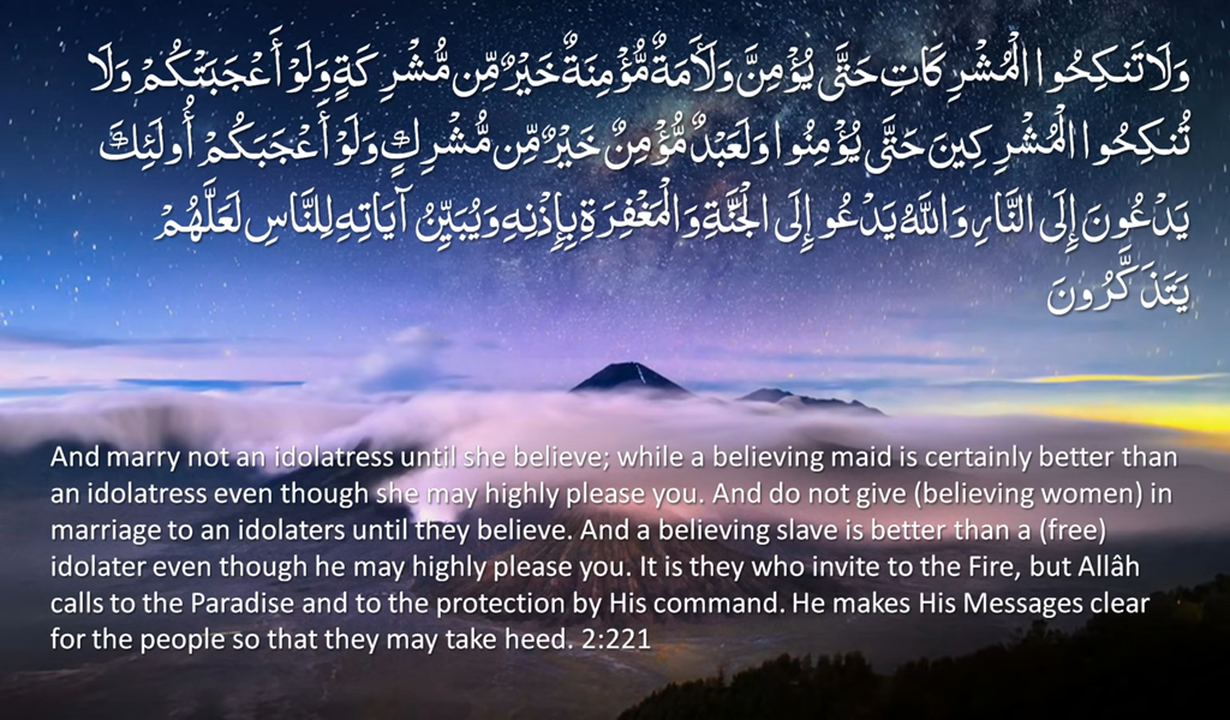 وَلَا تَنكِحُوا الْمُشْرِكَاتِ حَتَّى يُؤْمِنَّ وَلَأَمَةٌ مُّؤْمِنَةٌ خَيْرٌ مِّن مُّشْرِكَةٍ وَلَوْ أَعْجَبَتْكُمْ وَلَا
تُنكِحُوا الْمُشْرِكِينَ حَتَّى يُؤْمِنُوا وَلَعَبْدٌ مُّؤْمِنٌ خَيْرٌ مِّن مُّشْرِكٍ وَلَوْ أَعْجَبَكُمْ أُولَئِكَ
يَدْعُونَ إِلَى النَّارِ وَاللَّهُ يَدْعُو إِلَى الْجَنَّةِ وَالْمَغْفِرَةِ بِإِذْنِهِ وَيُبَيِّنُ آيَاتِهِ لِلنَّاسِ لَعَلَّهُمْ
يَتَذَكَّرُونَ
And marry not an idolatress until she believe; while a believing maid is certainly better than
an idolatress even though she may highly please you. And do not give (believing women) in
marriage to an idolaters until they believe. And a believing slave is better than a (free)
idolater even though he may highly please you. It is they who invite to the Fire, but Allâh
calls to the Paradise and to the protection by His command. He makes His Messages clear
for the people so that they may take heed. 2:221